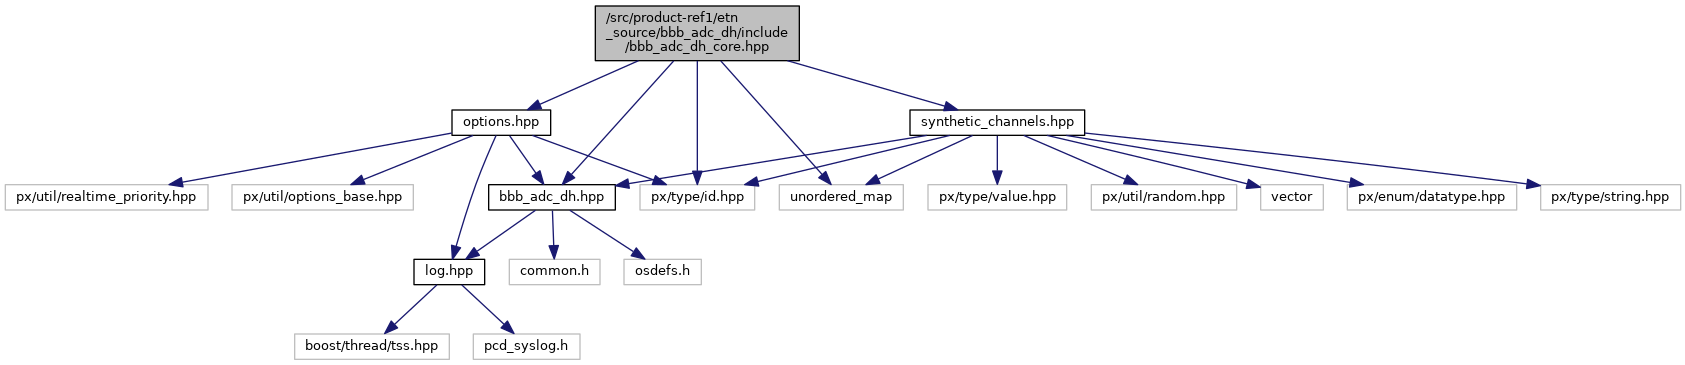 /src/product-ref1/etn
_source/bbb_adc_dh/include
/bbb_adc_dh_core.hpp
options.hpp
synthetic_channels.hpp
px/util/realtime_priority.hpp
px/util/options_base.hpp
bbb_adc_dh.hpp
px/type/id.hpp
unordered_map
px/type/value.hpp
px/util/random.hpp
vector
px/enum/datatype.hpp
px/type/string.hpp
log.hpp
common.h
osdefs.h
boost/thread/tss.hpp
pcd_syslog.h